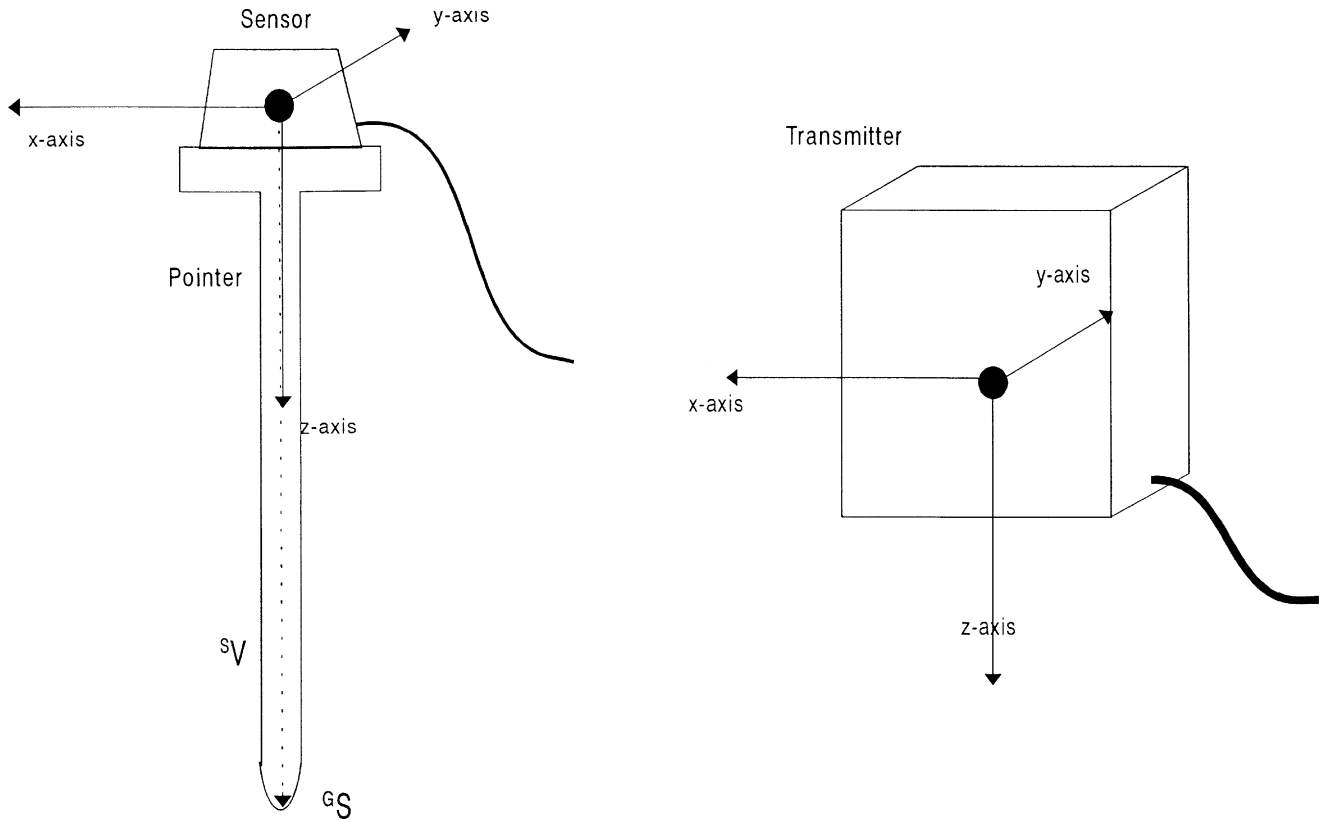 Sensor
y-axis
x-axis
Transmitter
Pointer
y-axis
x-axis
z-axis
z-axis
SV
GS